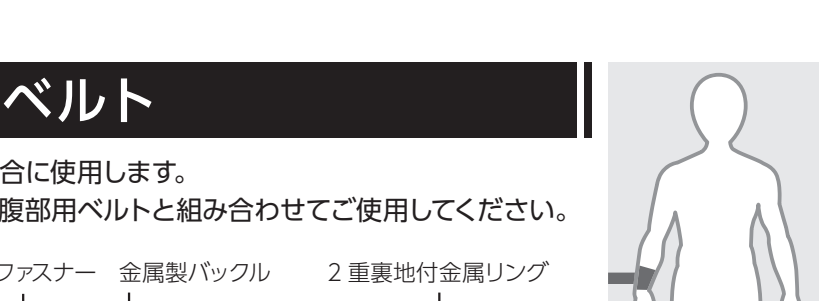 ベルト
合に使用します。
腹部用ベルトと組み合わせてご使用してください。
ファスナー 金属製バックル 2重裏地付金属リング